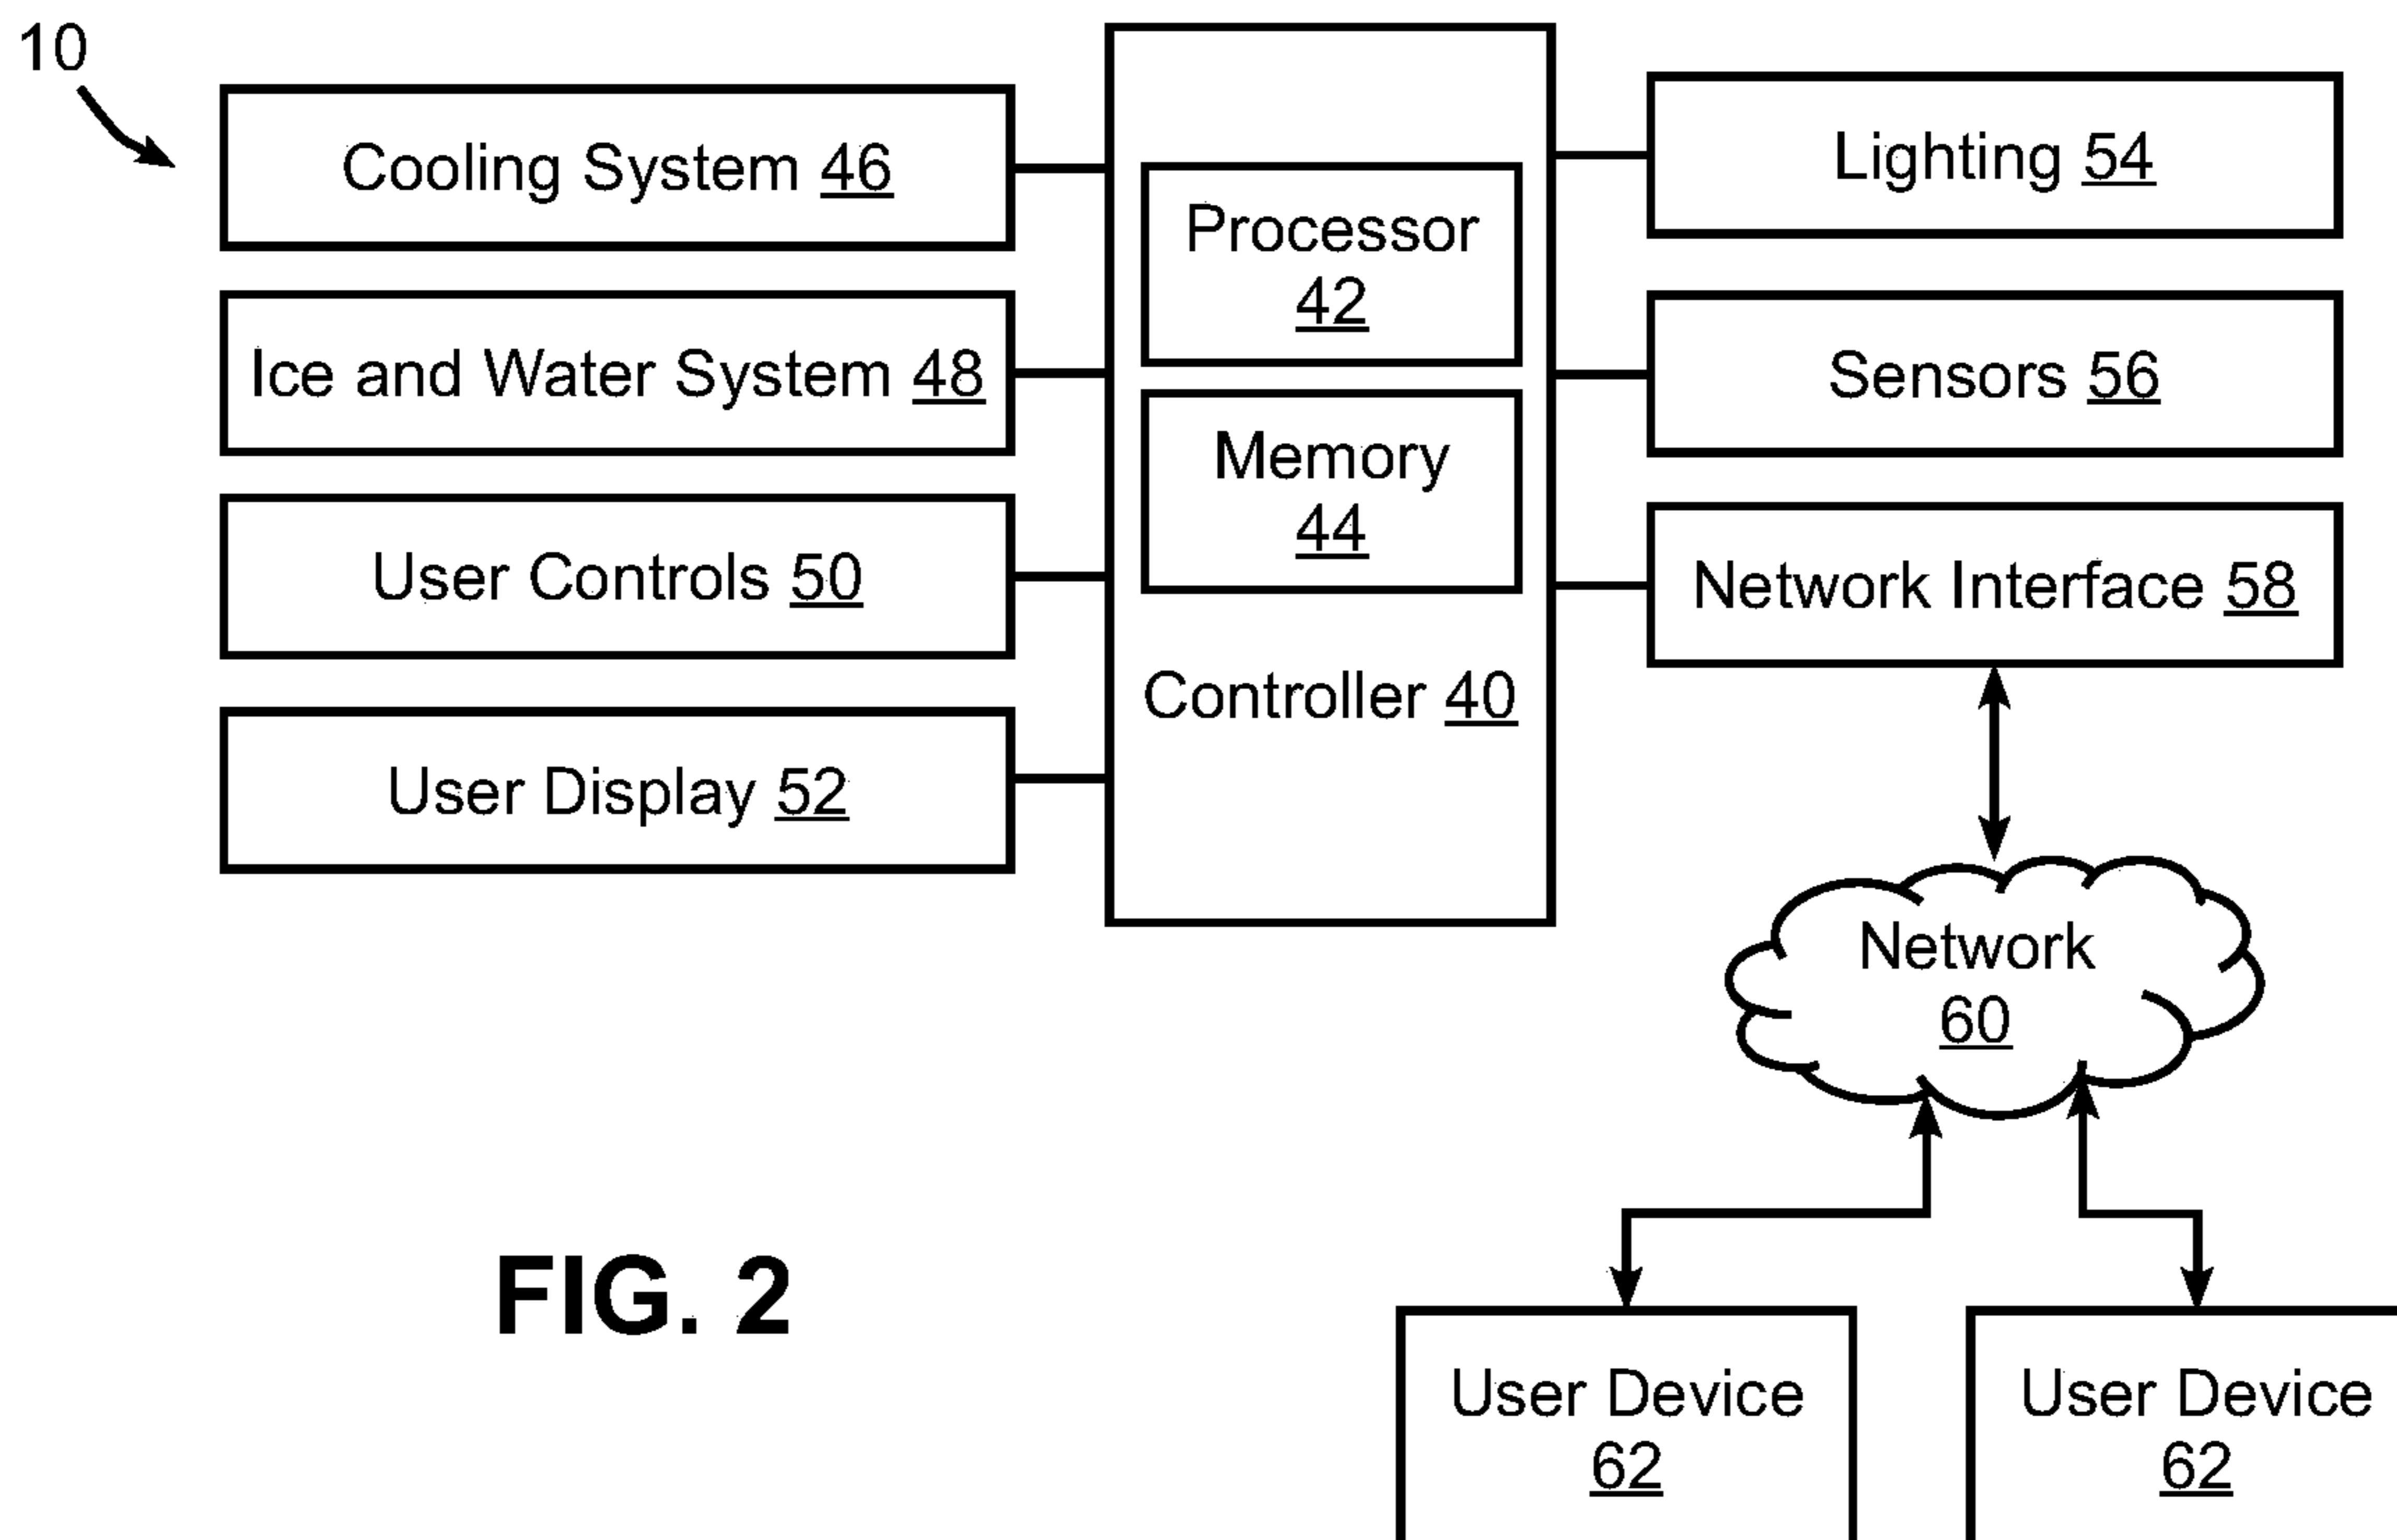 10
Cooling System 46
Ice and Water System 48
User Controls 50
User Display 52
Processor
42
Memory
44
Controller 40
Lighting 54
Sensors 56
Network Interface 58
Network
60
User Device
62
User Device
62
FIG. 2